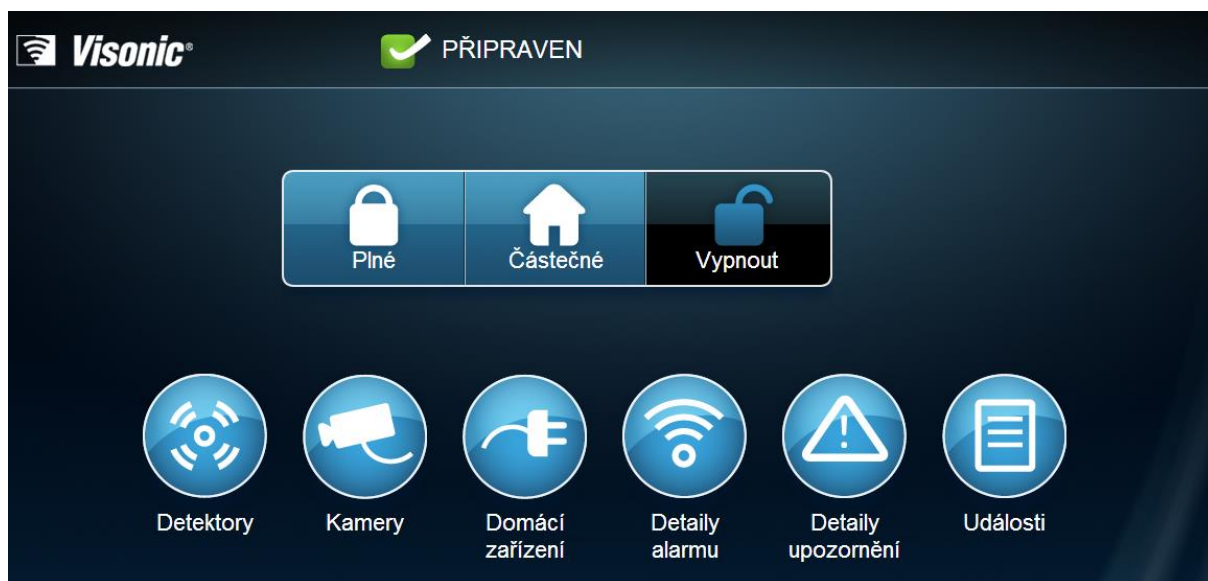 Visonic®
PŘIPRAVEN
Plné
Částečné
Vypnout
Detektory
Kamery
Domácí
zařízení
Detaily
alarmu
Detaily
upozornění
Události